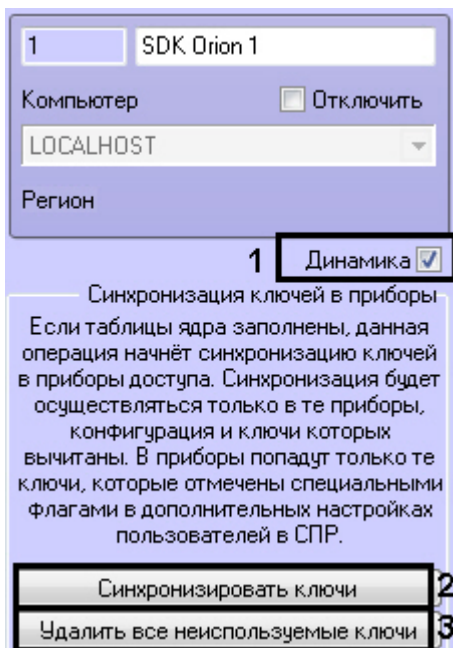 1 SDK Orion 1
Компьютер Отключить
LOCALHOST
Регион
1 Динамика
Синхронизация ключей в приборы
Если таблицы ядра заполнены, данная
операция начнёт синхронизацию ключей
в приборы доступа. Синхронизация будет
осуществляться только в те приборы,
конфигурация и ключи которых
вычитаны. В приборы попадут только те
ключи, которые отмечены специальными
флагами в дополнительных настройках
пользователей в СПР.
Синхронизировать ключи 2
Удалить все неиспользуемые ключи 3